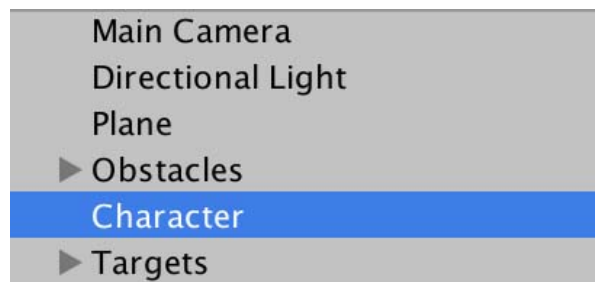 Main Camera
Directional Light
Plane
Obstacles
Character
Targets